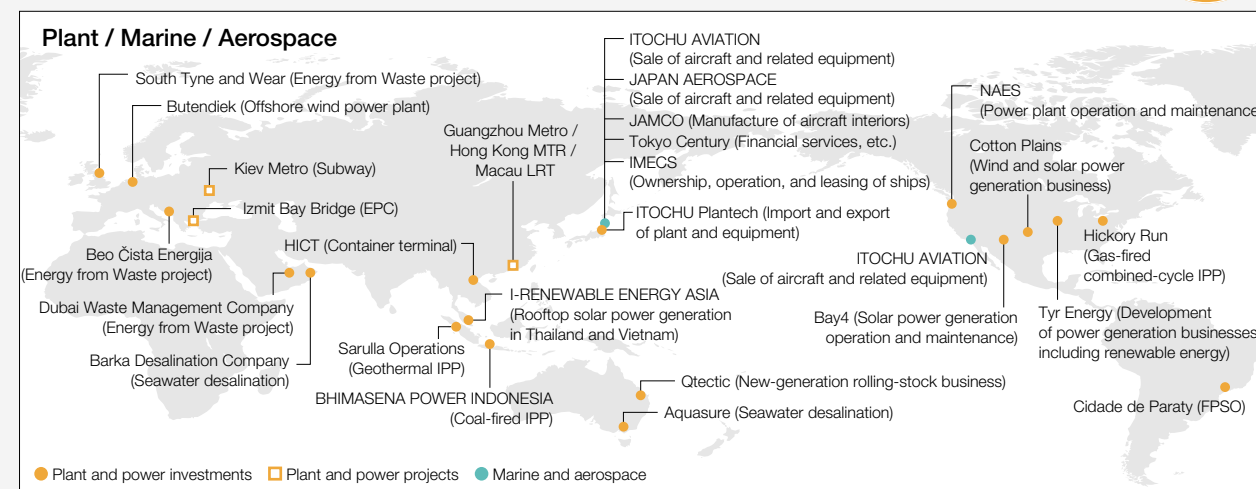 Plant / Marine / Aerospace
South Tyne and Wear (Energy from Waste project)
Butendiek (Offshore wind power plant)
Kiev Metro (Subway)
Izmit Bay Bridge (EPC)
Beo Čista Energija
(Energy from Waste project)
Dubai Waste Management Company
(Energy from Waste project)
Barka Desalination Company
(Seawater desalination)
HICT (Container terminal)
Guangzhou Metro /
Hong Kong MTR /
Macau LRT
Sarulla Operations
(Geothermal IPP)
I-RENEWABLE ENERGY ASIA
(Rooftop solar power generation
in Thailand and Vietnam)
BHIMASENA POWER INDONESIA
(Coal-fired IPP)
ITOCHU AVIATION
(Sale of aircraft and related equipment)
JAPAN AEROSPACE
(Sale of aircraft and related equipment)
JAMCO (Manufacture of aircraft interiors)
Tokyo Century (Financial services, etc.)
IMECS
(Ownership, operation, and leasing of ships)
ITOCHU Plantech (Import and export
of plant and equipment)
Qtectic (New-generation rolling-stock business)
Aquasure (Seawater desalination)
NAES
(Power plant operation and maintenance
Cotton Plains
(Wind and solar power
generation business)
ITOCHU AVIATION
(Sale of aircraft and related equipment)
Bay4 (Solar power generation
operation and maintenance)
Hickory Run
(Gas-fired
combined-cycle IPP)
Tyr Energy (Development
of power generation businesses
including renewable energy)
Cidade de Paraty (FPSO)
Plant and power investments
Plant and power projects
Marine and aerospace